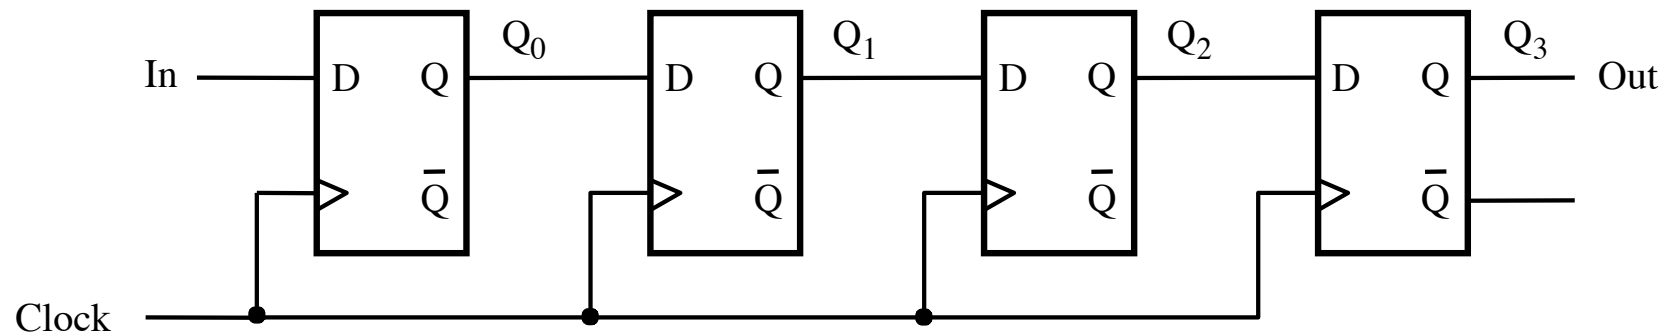 Q₀ Q₁ Q₂ Q₃
In D Q D Q D Q D Q Out
Q̅ Q̅ Q̅ Q̅
Clock